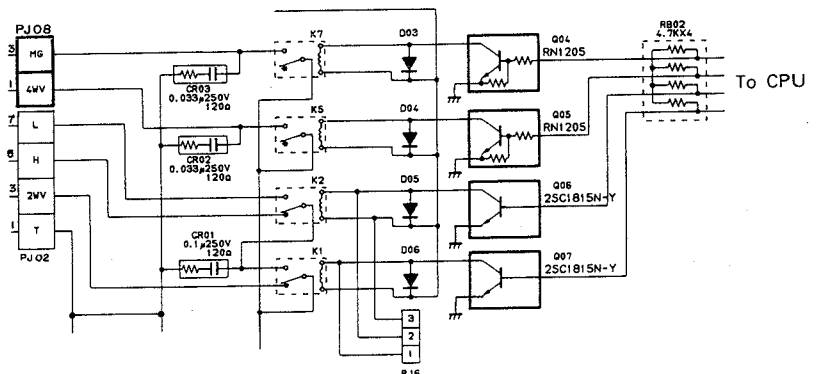 PJ08
3
MG
1
4WV
7
L
H
3
2WV
1
T
PJ02
CR03
0.033μ250V
120Ω
CR02
0.033μ250V
120Ω
CR01
0.1μ250V
120Ω
K7
K5
K2
K1
D03
D04
D05
D06
3
2
1
Q04
RN1205
Q05
RN1205
Q06
2SC1815N-Y
Q07
2SC1815N-Y
RB02
4.7KX4
To CPU